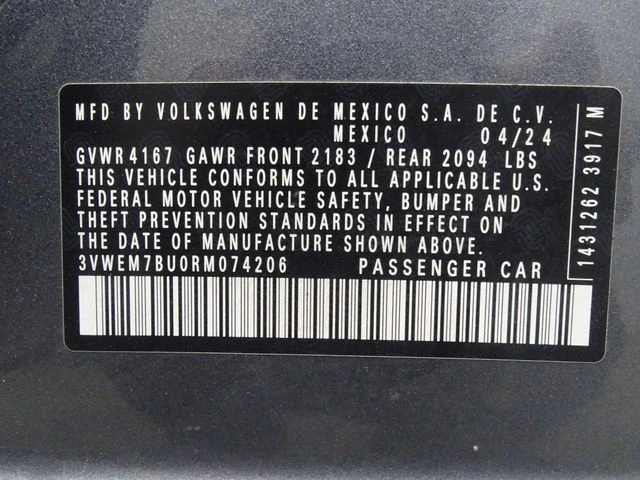 MFD BY VOLKSWAGEN DE MEXICO S.A. DE C.V.
MEXICO 04/24
GVWR 4167 GAWR FRONT 2183 / REAR 2094 LBS
THIS VEHICLE CONFORMS TO ALL APPLICABLE U.S.
FEDERAL MOTOR VEHICLE SAFETY, BUMPER AND
THEFT PREVENTION STANDARDS IN EFFECT ON
THE DATE OF MANUFACTURE SHOWN ABOVE.
3VWEM7BU0RM074206 PASSENGER CAR
1431262 3917 M